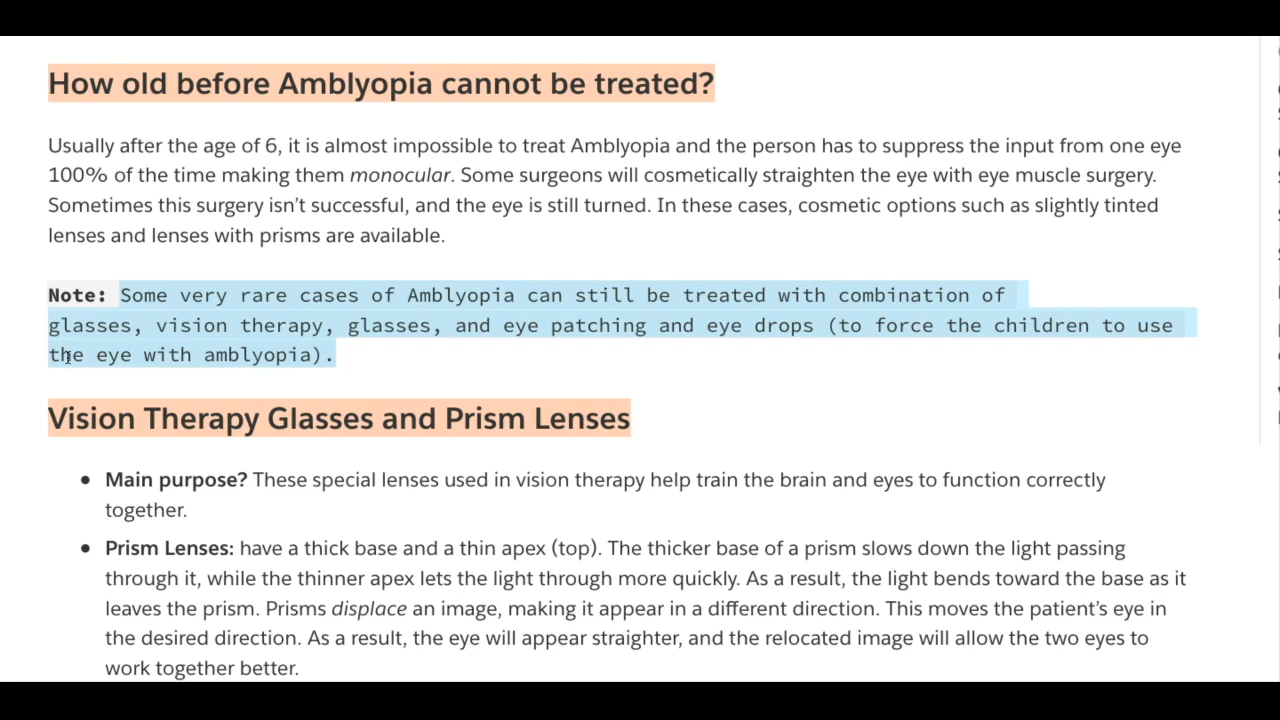 How old before Amblyopia cannot be treated?
Usually after the age of 6, it is almost impossible to treat Amblyopia and the person has to suppress the input from one eye
100% of the time making them monocular. Some surgeons will cosmetically straighten the eye with eye muscle surgery.
Sometimes this surgery isn't successful, and the eye is still turned. In these cases, cosmetic options such as slightly tinted
lenses and lenses with prisms are available.
Note: Some very rare cases of Amblyopia can still be treated with combination of
glasses, vision therapy, glasses, and eye patching and eye drops (to force the children to use
the eye with amblyopia).
Vision Therapy Glasses and Prism Lenses
• Main purpose? These special lenses used in vision therapy help train the brain and eyes to function correctly
together.
• Prism Lenses: have a thick base and a thin apex (top). The thicker base of a prism slows down the light passing
through it, while the thinner apex lets the light through more quickly. As a result, the light bends toward the base as it
leaves the prism. Prisms displace an image, making it appear in a different direction. This moves the patient's eye in
the desired direction. As a result, the eye will appear straighter, and the relocated image will allow the two eyes to
work together better.